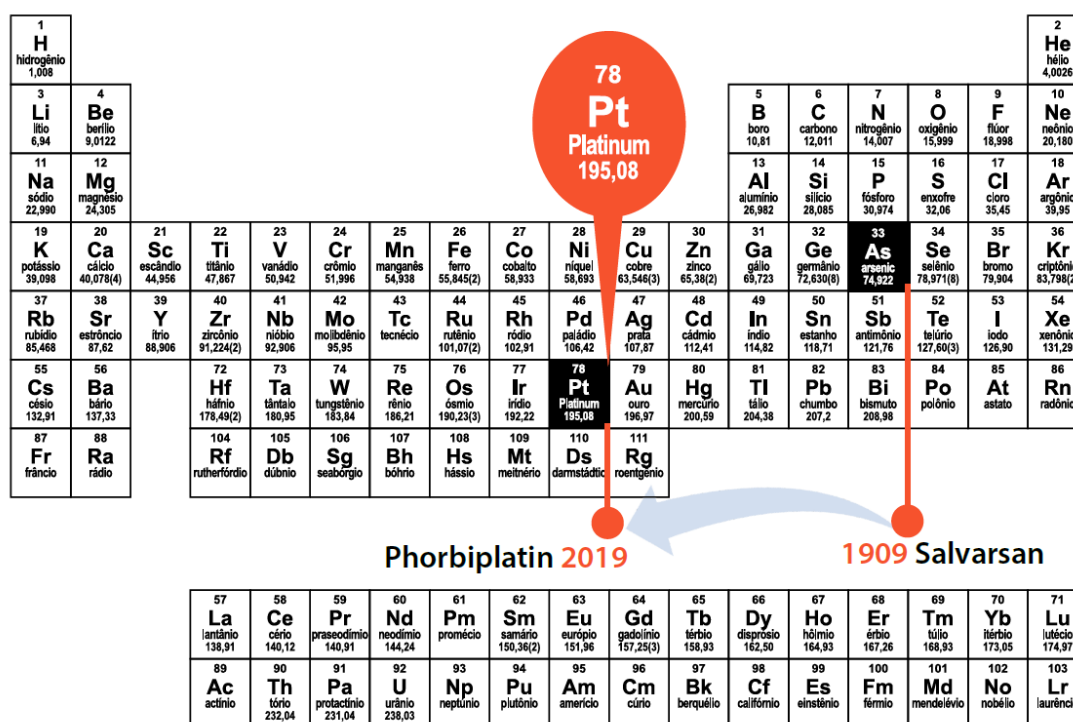 1 2
H He
hidrogênio hélio
1,008 4,0026
78
Pt
Platinum
195,08
3 4 5 6 7 8 9 10
Li Be B C N O F Ne
lítio berílio boro carbono nitrogênio oxigênio flúor neônio
6,94 9,0122 10,81 12,011 14,007 15,999 18,998 20,180
11 12 13 14 15 16 17 18
Na Mg Al Si P S Cl Ar
sódio magnésio alumínio silício fósforo enxofre cloro argônio
22,990 24,305 26,982 28,085 30,974 32,06 35,45 39,95
19 20 21 22 23 24 25 26 27 28 29 30 31 32 33 34 35 36
K Ca Sc Ti V Cr Mn Fe Co Ni Cu Zn Ga Ge As Se Br Kr
potássio cálcio escândio titânio vanádio crômio manganês ferro cobalto níquel cobre zinco gálio germânio arsenic selênio bromo criptônio
39,098 40,078(4) 44,956 47,867 50,942 51,996 54,938 55,845(2) 58,933 58,693 63,546(3) 65,38(2) 69,723 72,630(8) 74,922 78,971(8) 79,904 83,798(2
37 38 39 40 41 42 43 44 45 46 47 48 49 50 51 52 53 54
Rb Sr Y Zr Nb Mo Tc Ru Rh Pd Ag Cd In Sn Sb Te I Xe
rubídio estrôncio ítrio zircônio nióbio molibdênio tecnécio rutênio ródio paládio prata cádmio índio estanho antimônio telúrio iodo xenônio
85,468 87,62 88,906 91,224(2) 92,906 95,95 101,07(2) 102,91 106,42 107,87 112,41 114,82 118,71 121,76 127,60(3) 126,90 131,29
55 56 72 73 74 75 76 77 78 79 80 81 82 83 84 85 86
Cs Ba Hf Ta W Re Os Ir Pt Au Hg Tl Pb Bi Po At Rn
césio bário háfnio tântaio tungstênio rênio ósmio irídio Platinum ouro mercúrio tálio chumbo bismuto polônio astato radônio
132,91 137,33 178,49(2) 180,95 183,84 186,21 190,23(3) 192,22 195,08 196,97 200,59 204,38 207,2 208,98
87 88 104 105 106 107 108 109 110 111
Fr Ra Rf Db Sg Bh Hs Mt Ds Rg
frâncio rádio rutherfórdio dúbnio seabórgio bóhrio hássio meitnério darmstádtio roentgênio
Phorbiplatin 2019 1909 Salvarsan
57 58 59 60 61 62 63 64 65 66 67 68 69 70 71
La Ce Pr Nd Pm Sm Eu Gd Tb Dy Ho Er Tm Yb Lu
lantânio cério praseodímio neodímio promécio samário európio gadolínio térbio disprósio hólmio érbio túlio itérbio lutécio
138,91 140,12 140,91 144,24 150,36(2) 151,96 157,25(3) 158,93 162,50 164,93 167,26 168,93 173,05 174,97
89 90 91 92 93 94 95 96 97 98 99 100 101 102 103
Ac Th Pa U Np Pu Am Cm Bk Cf Es Fm Md No Lr
actínio tório protactínio urânio neptúnio plutônio amerício cúrio berquélio califórnio einstênio férmio mendelévio nobélio laurêncio
232,04 231,04 238,03